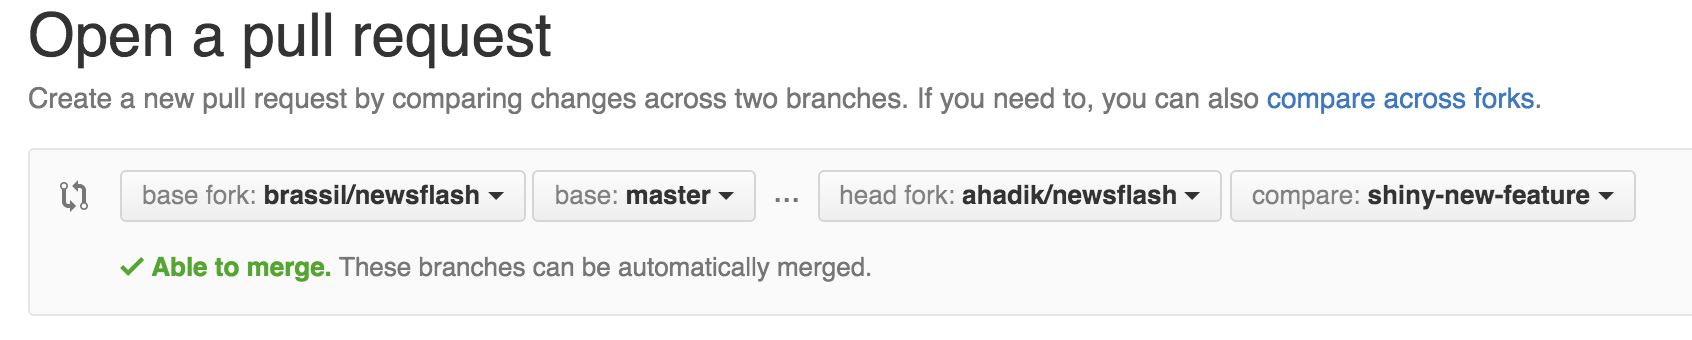 Open a pull request
Create a new pull request by comparing changes across two branches. If you need to, you can also compare across forks.
base fork: brassil/newsflash base: master ... head fork: ahadik/newsflash compare: shiny-new-feature
Able to merge. These branches can be automatically merged.